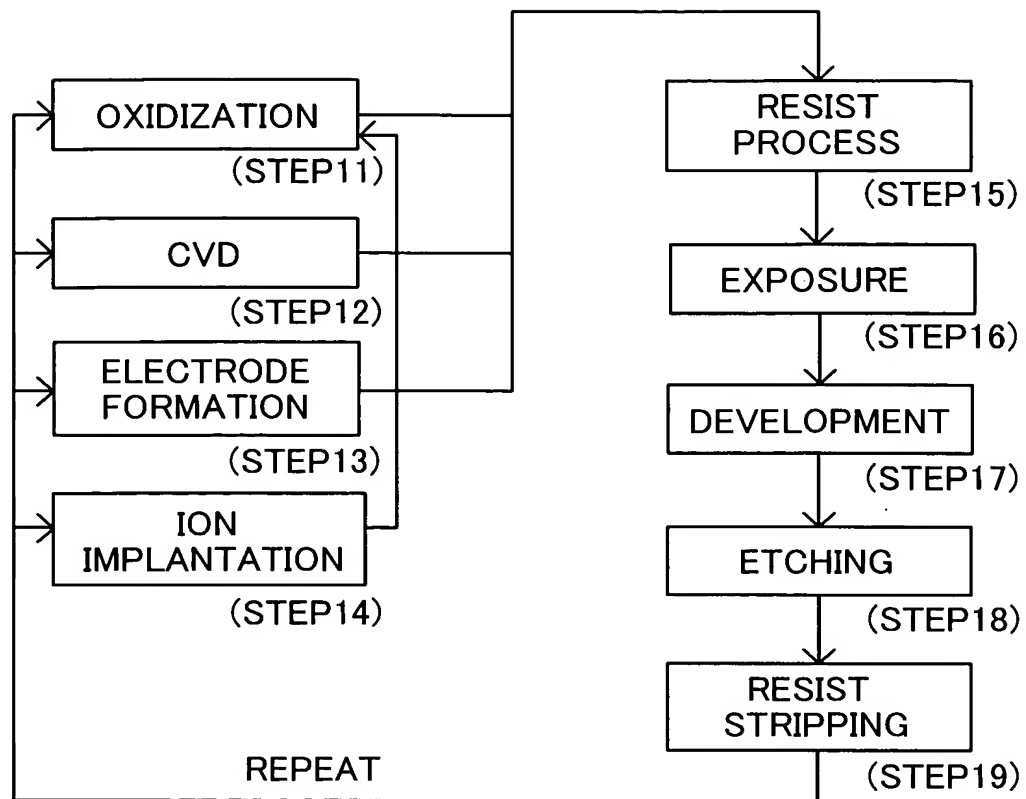 OXIDIZATION
(STEP11)
CVD
(STEP12)
ELECTRODE
FORMATION
(STEP13)
ION
IMPLANTATION
(STEP14)
RESIST
PROCESS
(STEP15)
EXPOSURE
(STEP16)
DEVELOPMENT
(STEP17)
ETCHING
(STEP18)
RESIST
STRIPPING
(STEP19)
REPEAT